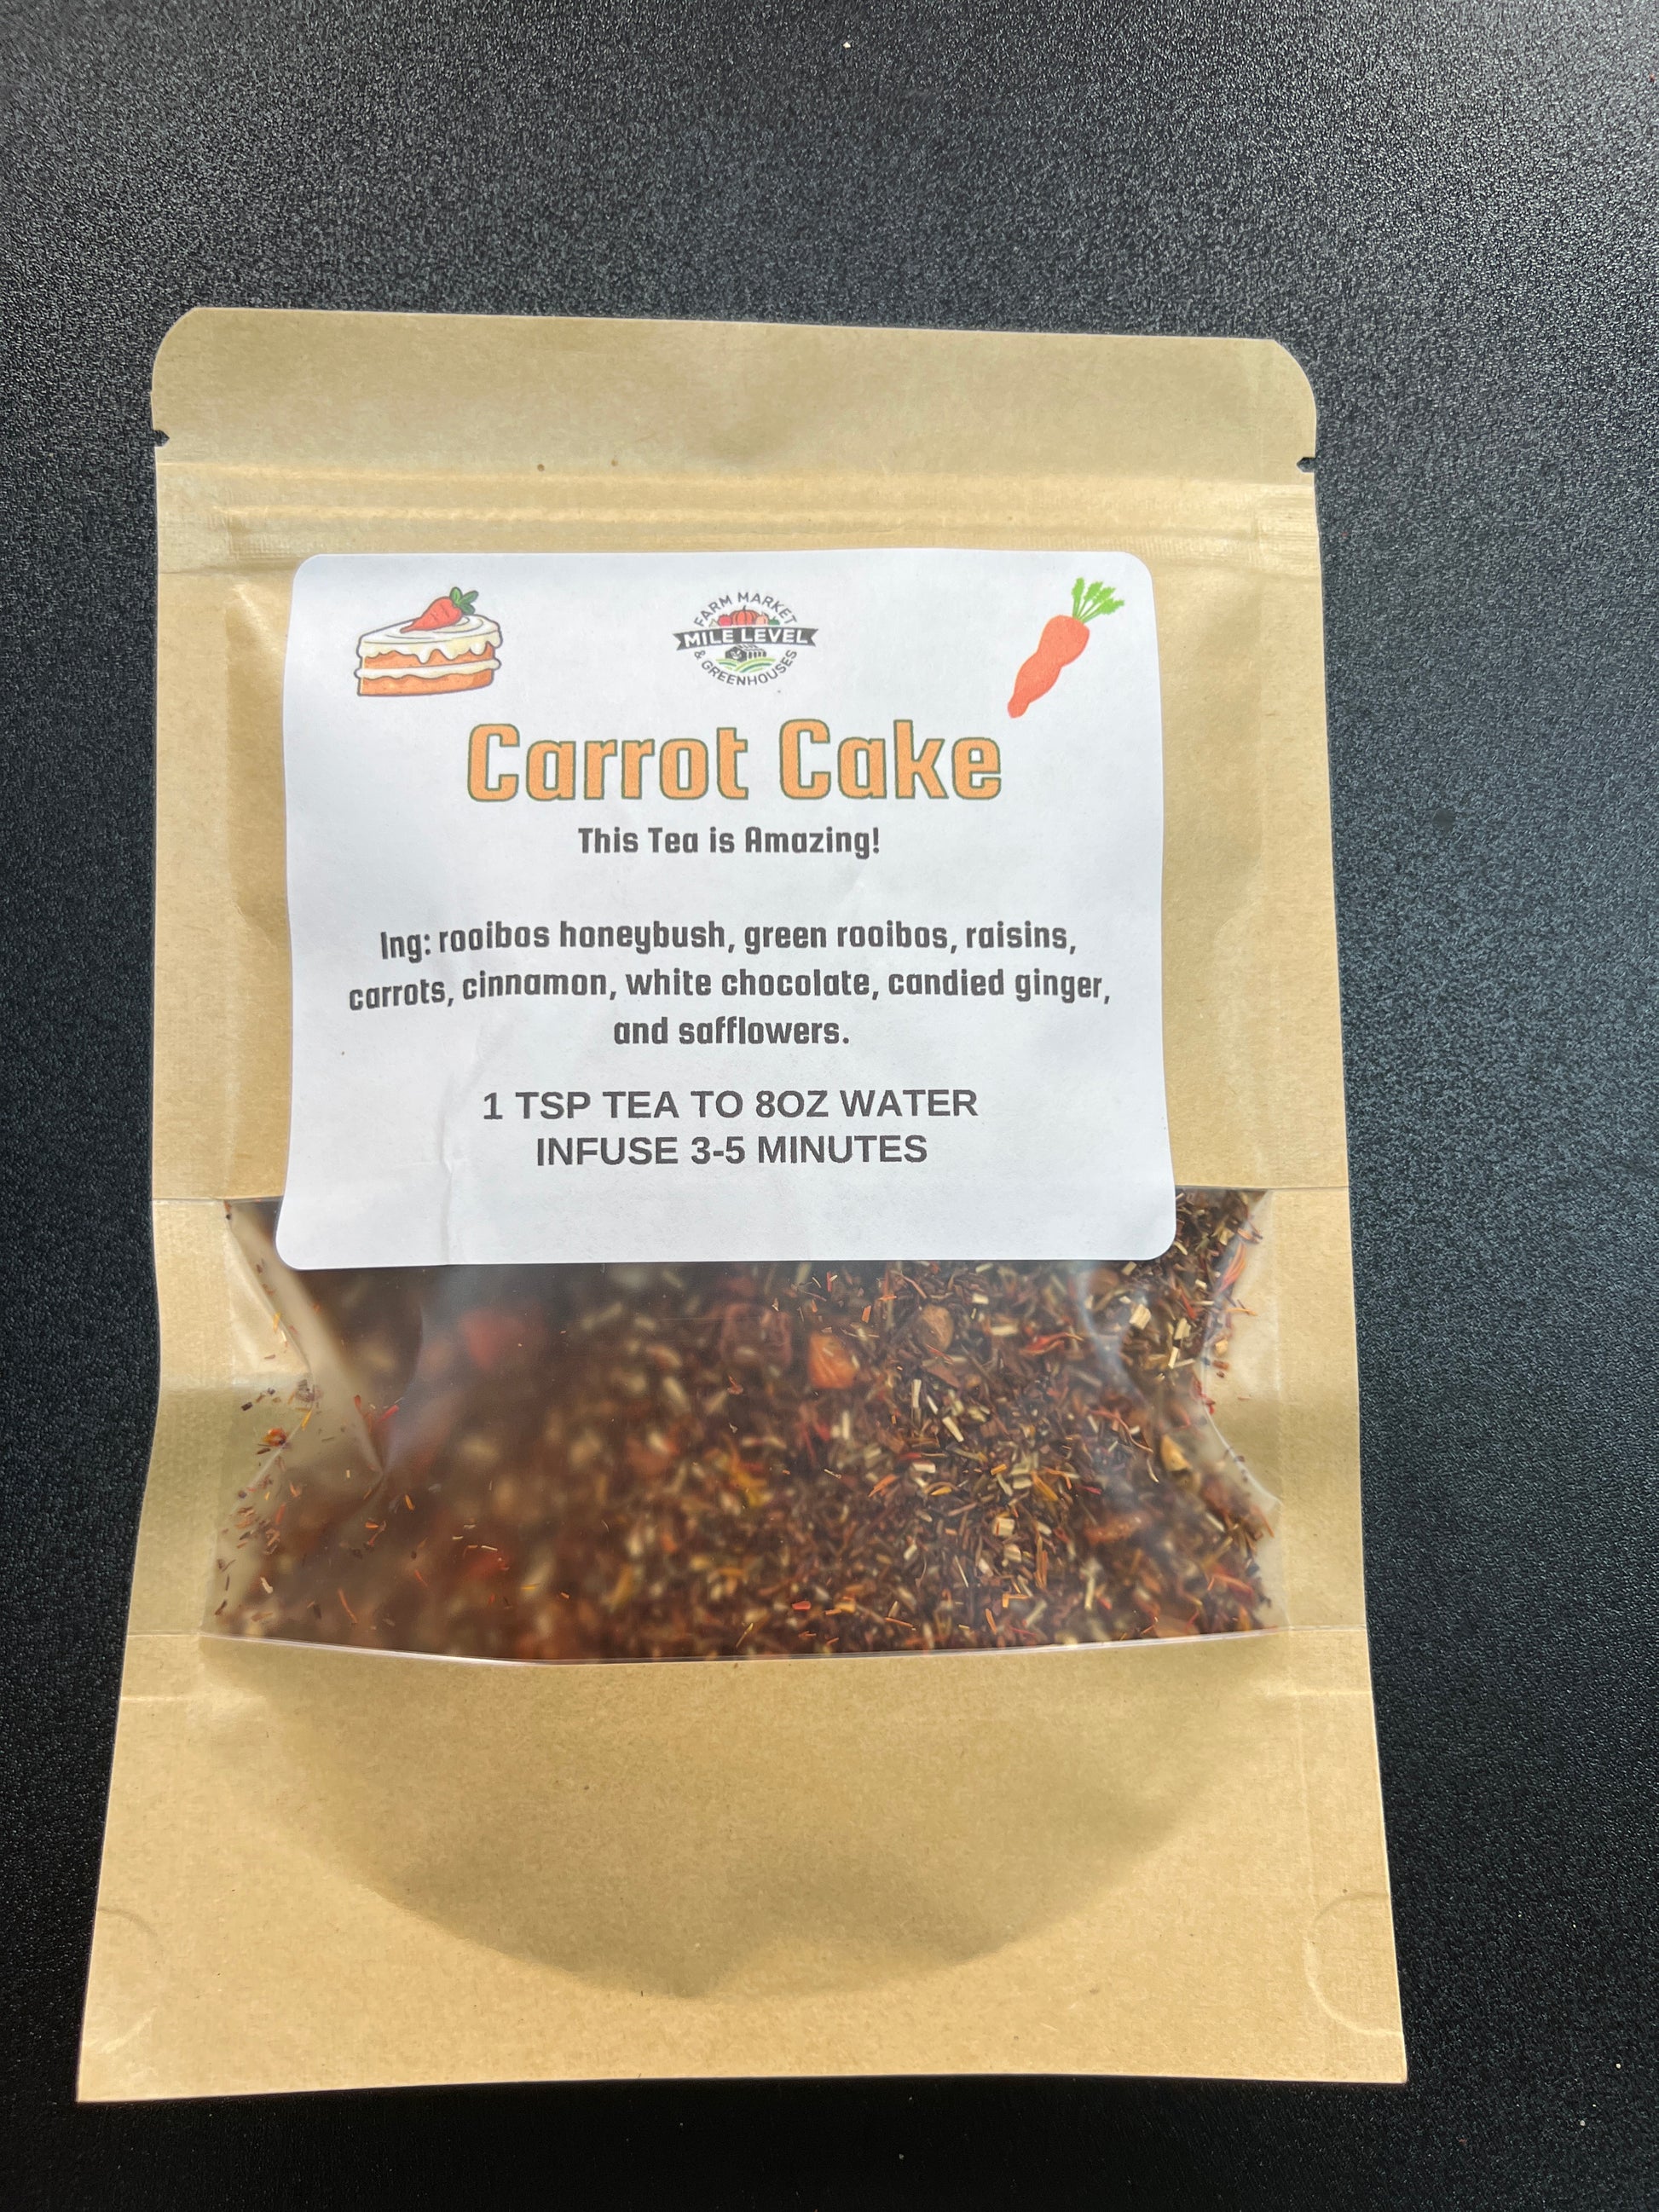 FARM MARKET
MILE LEVEL
& GREENHOUSES
Carrot Cake
This Tea is Amazing!
Ing: rooibos honeybush, green rooibos, raisins,
carrots, cinnamon, white chocolate, candied ginger,
and safflowers.
1 TSP TEA TO 8OZ WATER
INFUSE 3-5 MINUTES